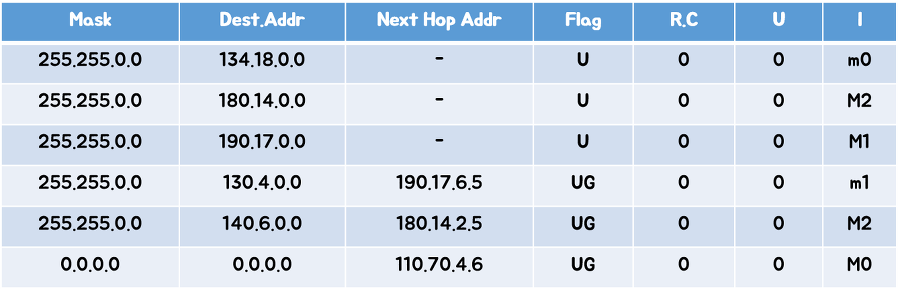 Mask Dest.Addr Next Hop Addr Flag R.C U I
255.255.0.0 134.18.0.0 - U 0 0 m0
255.255.0.0 180.14.0.0 - U 0 0 M2
255.255.0.0 190.17.0.0 - U 0 0 M1
255.255.0.0 130.4.0.0 190.17.6.5 UG 0 0 m1
255.255.0.0 140.6.0.0 180.14.2.5 UG 0 0 M2
0.0.0.0 0.0.0.0 110.70.4.6 UG 0 0 M0